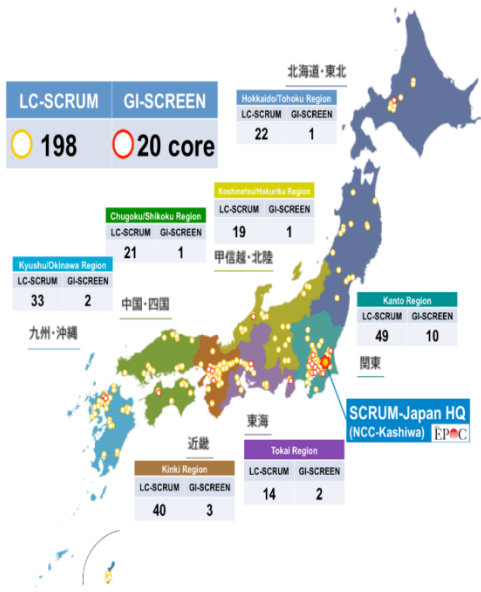 北海道・東北
LC-SCRUM GI-SCREEN
198 20 core
Hokkaido/Tohoku Region
LC-SCRUM GI-SCREEN
22 1
Koshinetsu/Hokuriku Region
LC-SCRUM GI-SCREEN
19 1
甲信越・北陸
Chugoku/Shikoku Region
LC-SCRUM GI-SCREEN
21 1
中国・四国
Kyushu/Okinawa Region
LC-SCRUM GI-SCREEN
33 2
九州・沖縄
Kanto Region
LC-SCRUM GI-SCREEN
49 10
関東
SCRUM-Japan HQ
(NCC-Kashiwa) EPOC
東海
Tokai Region
LC-SCRUM GI-SCREEN
14 2
近畿
Kinki Region
LC-SCRUM GI-SCREEN
40 3